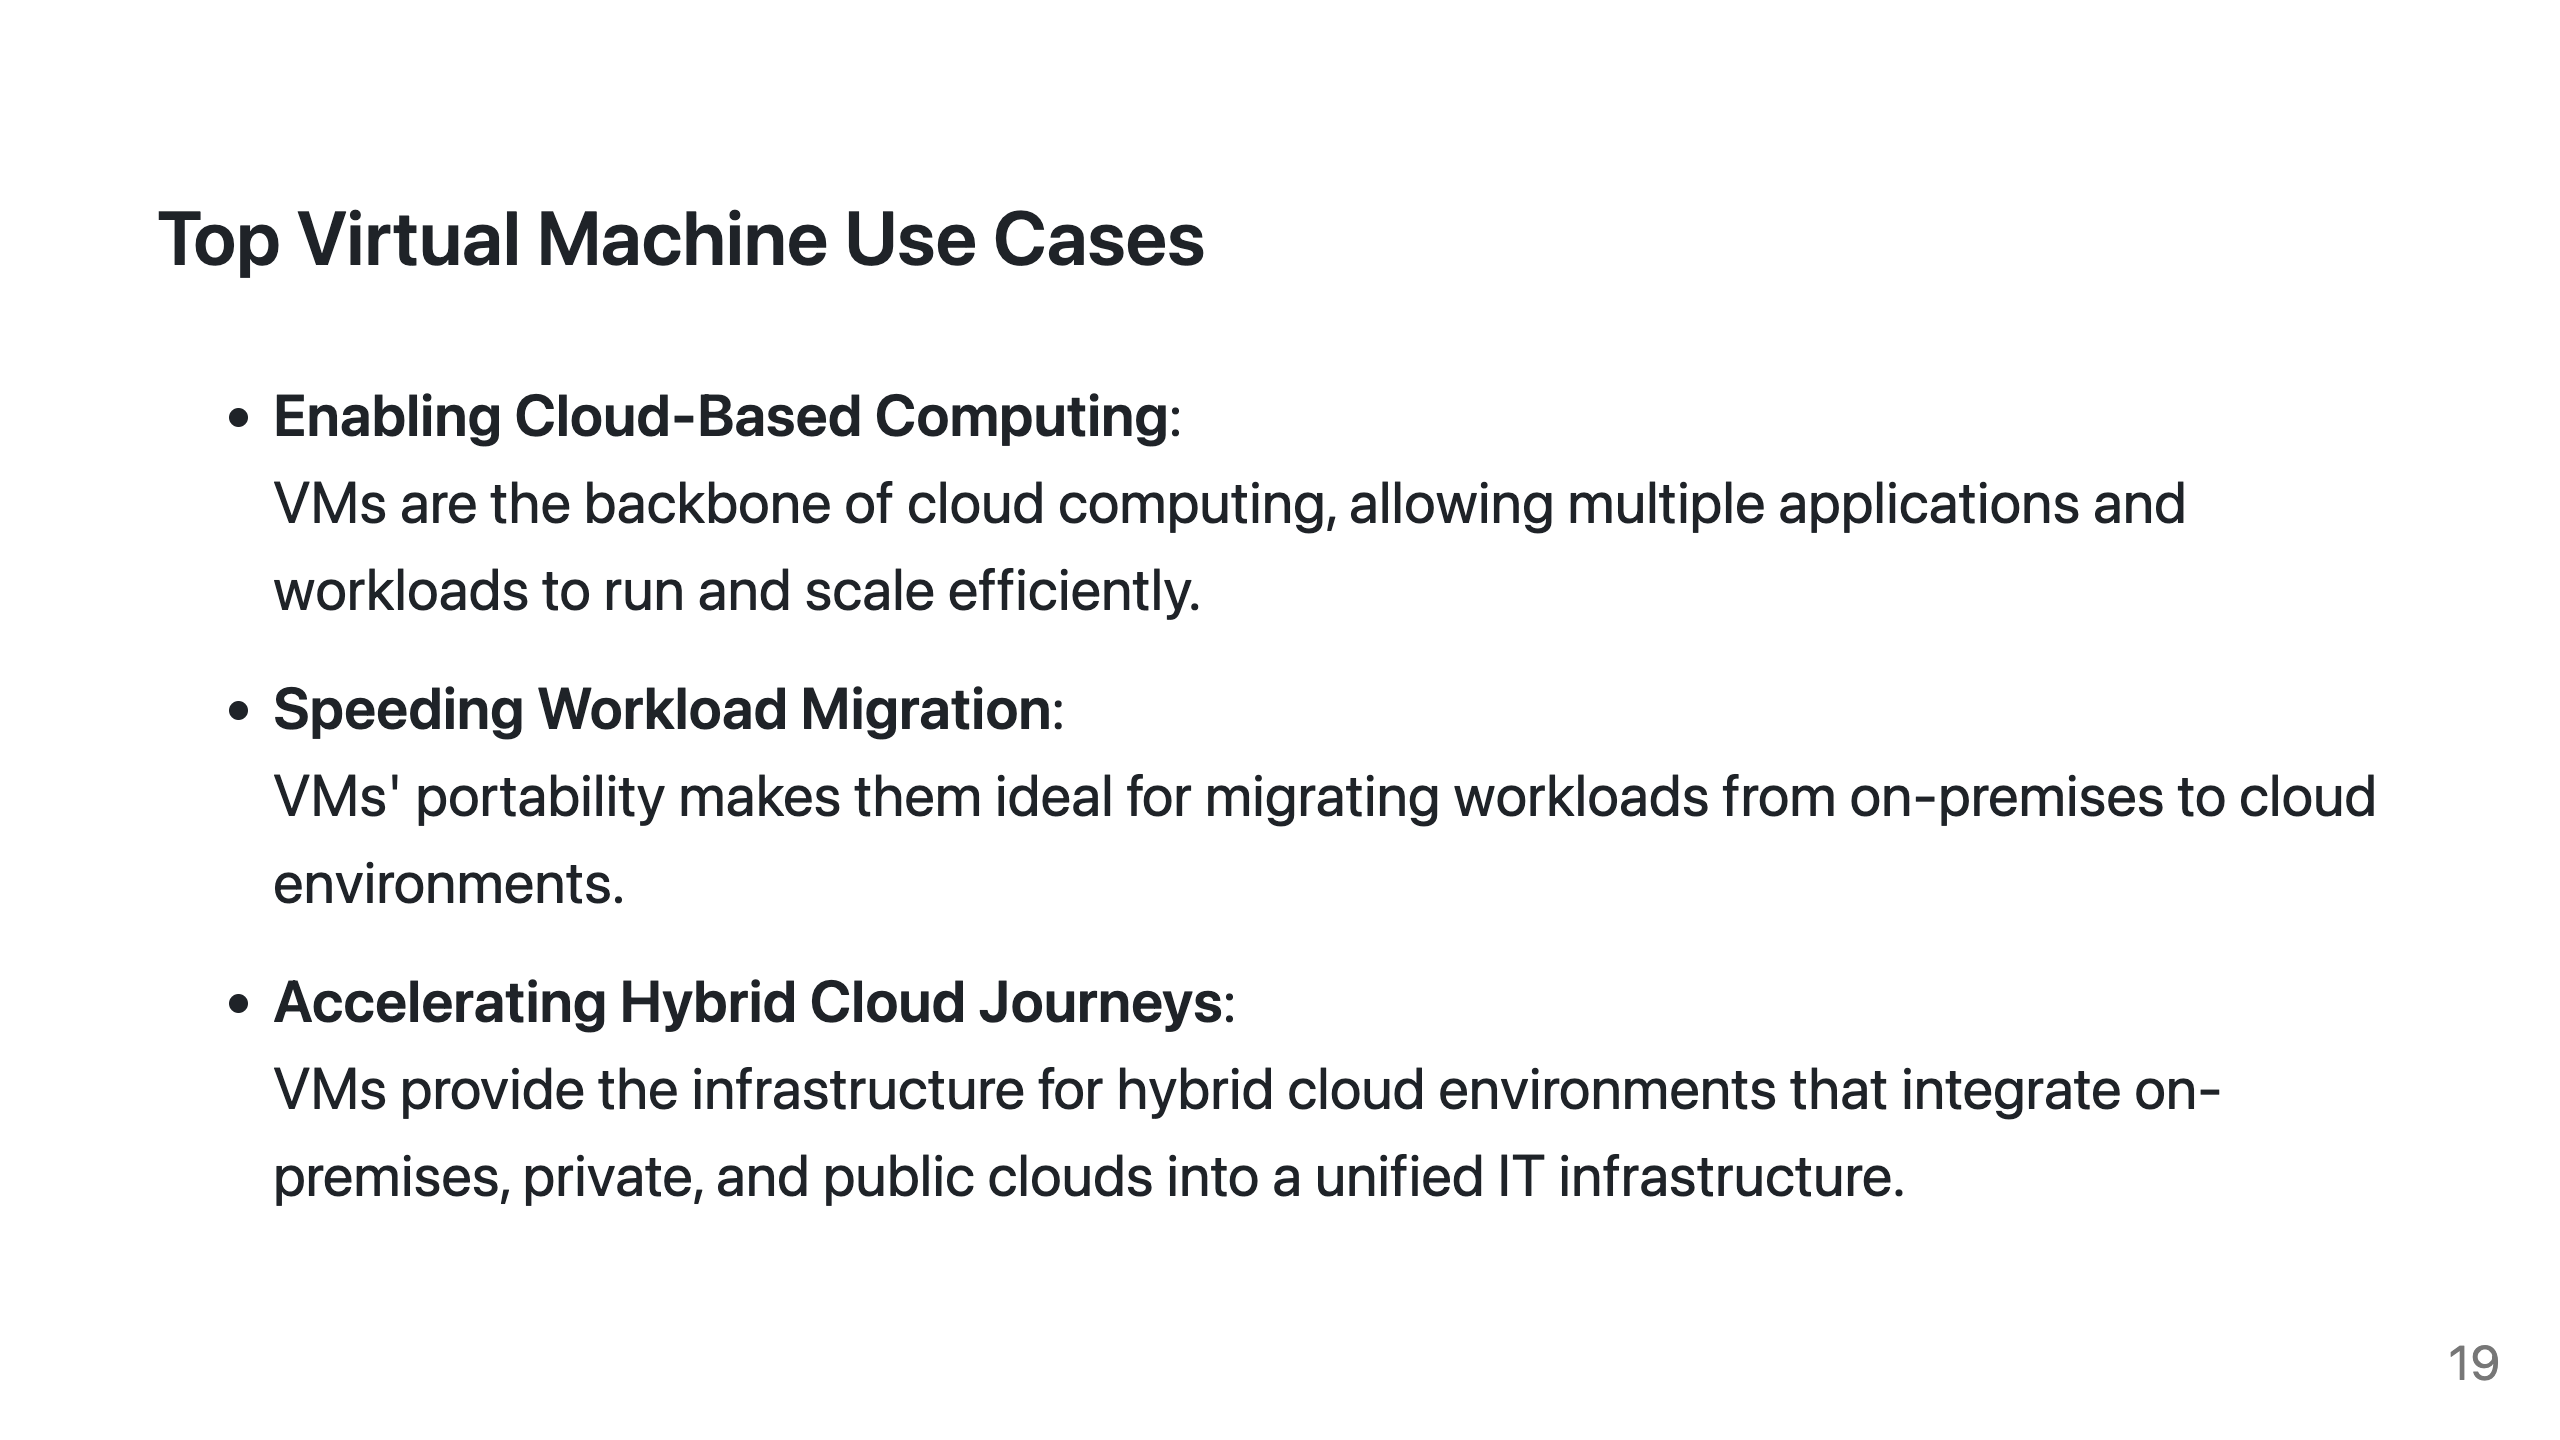 Top Virtual Machine Use Cases
• Enabling Cloud-Based Computing:
VMs are the backbone of cloud computing, allowing multiple applications and
workloads to run and scale efficiently.
• Speeding Workload Migration:
VMs' portability makes them ideal for migrating workloads from on-premises to cloud
environments.
• Accelerating Hybrid Cloud Journeys:
VMs provide the infrastructure for hybrid cloud environments that integrate on-
premises, private, and public clouds into a unified IT infrastructure.
19